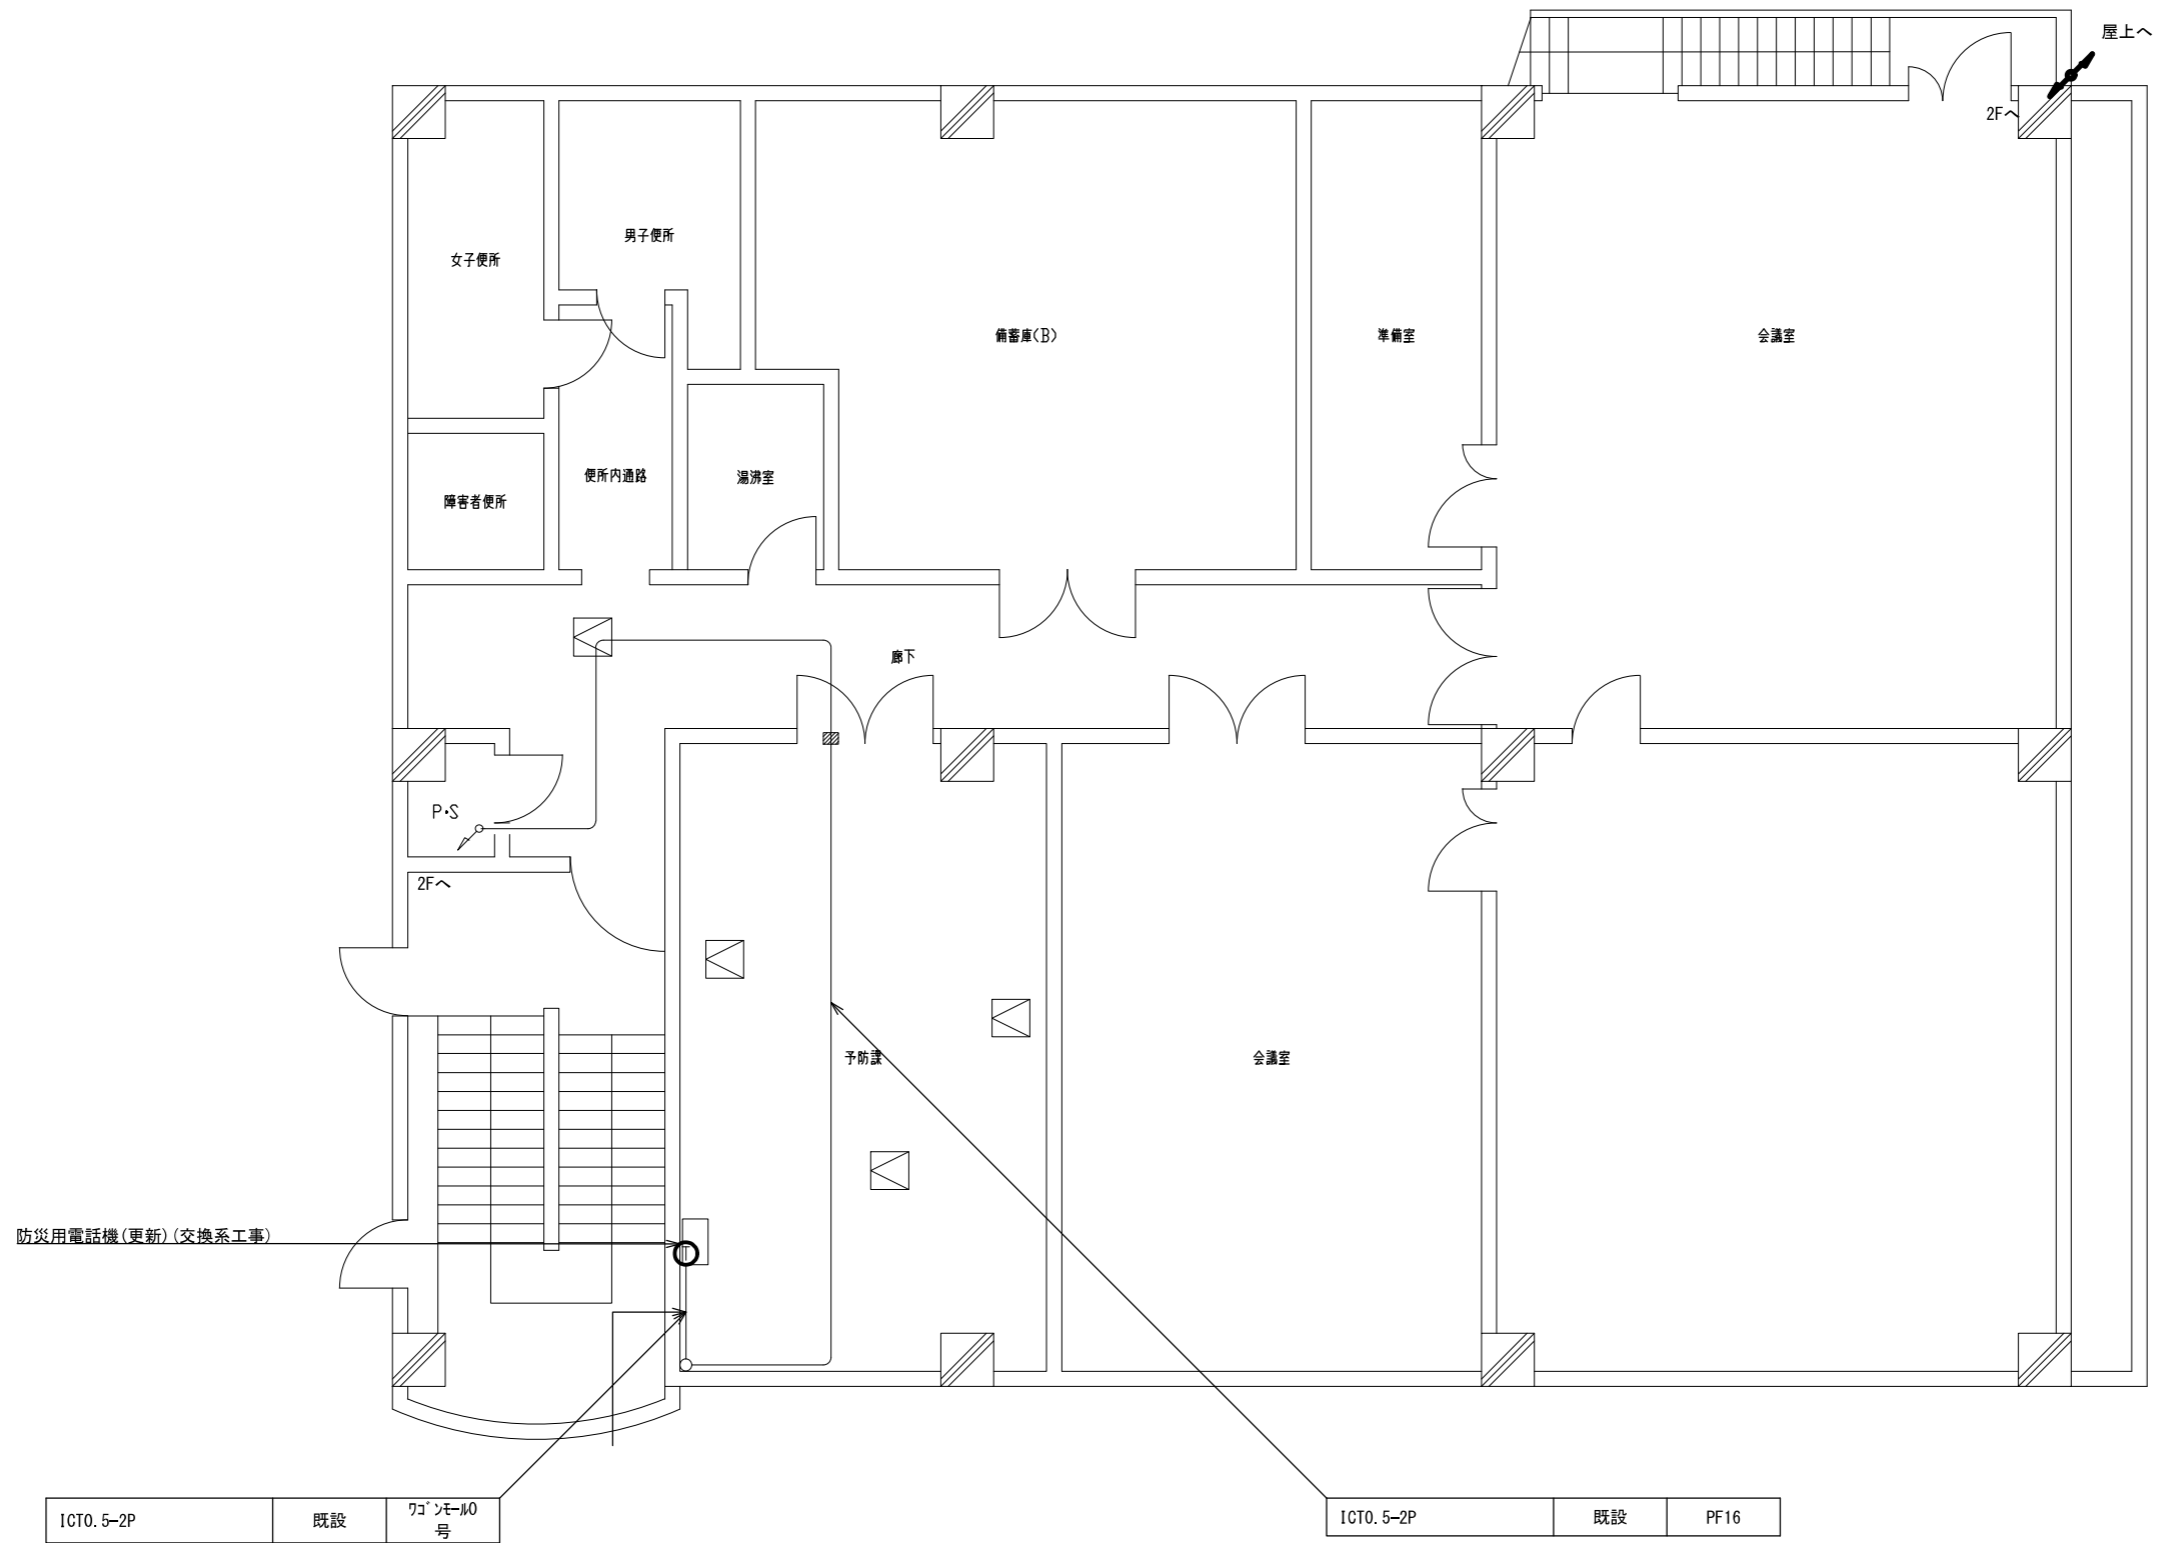 屋上へ
2Fへ
男子便所
女子便所
備蓄庫(B)
準備室
会議室
便所内通路
湯沸室
障害者便所
廊下
P・S
2Fへ
予防課
会議室
防災用電話機(更新)(交換系工事)
T
ICT0.5-2P 既設 ワゴンモール0
号
ICT0.5-2P 既設 PF16